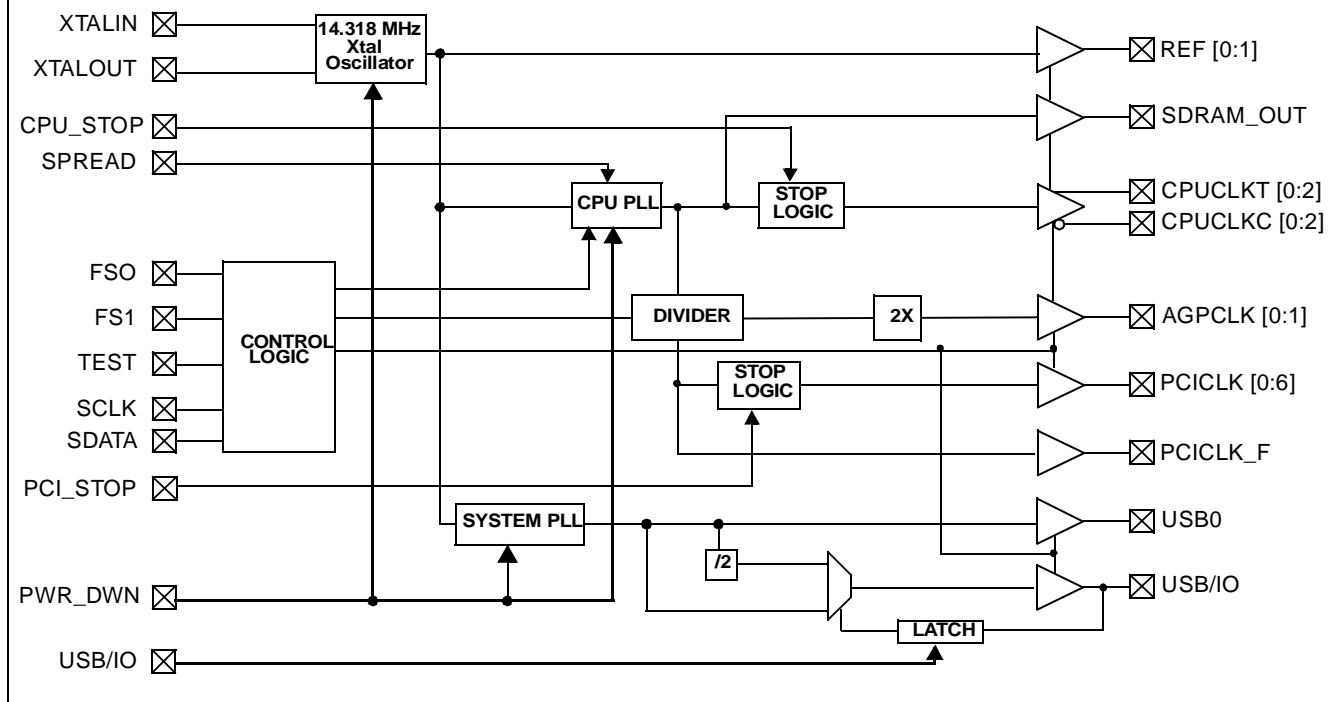 XTALIN
XTALOUT
CPU_STOP
SPREAD
FSO
FS1
TEST
SCLK
SDATA
PCI_STOP
PWR_DWN
USB/IO
14.318 MHz
Xtal
Oscillator
CPU PLL
STOP
LOGIC
CONTROL
LOGIC
DIVIDER
2X
STOP
LOGIC
SYSTEM PLL
/2
LATCH
REF [0:1]
SDRAM_OUT
CPUCLKT [0:2]
CPUCLKC [0:2]
AGPCLK [0:1]
PCICLK [0:6]
PCICLK_F
USB0
USB/IO